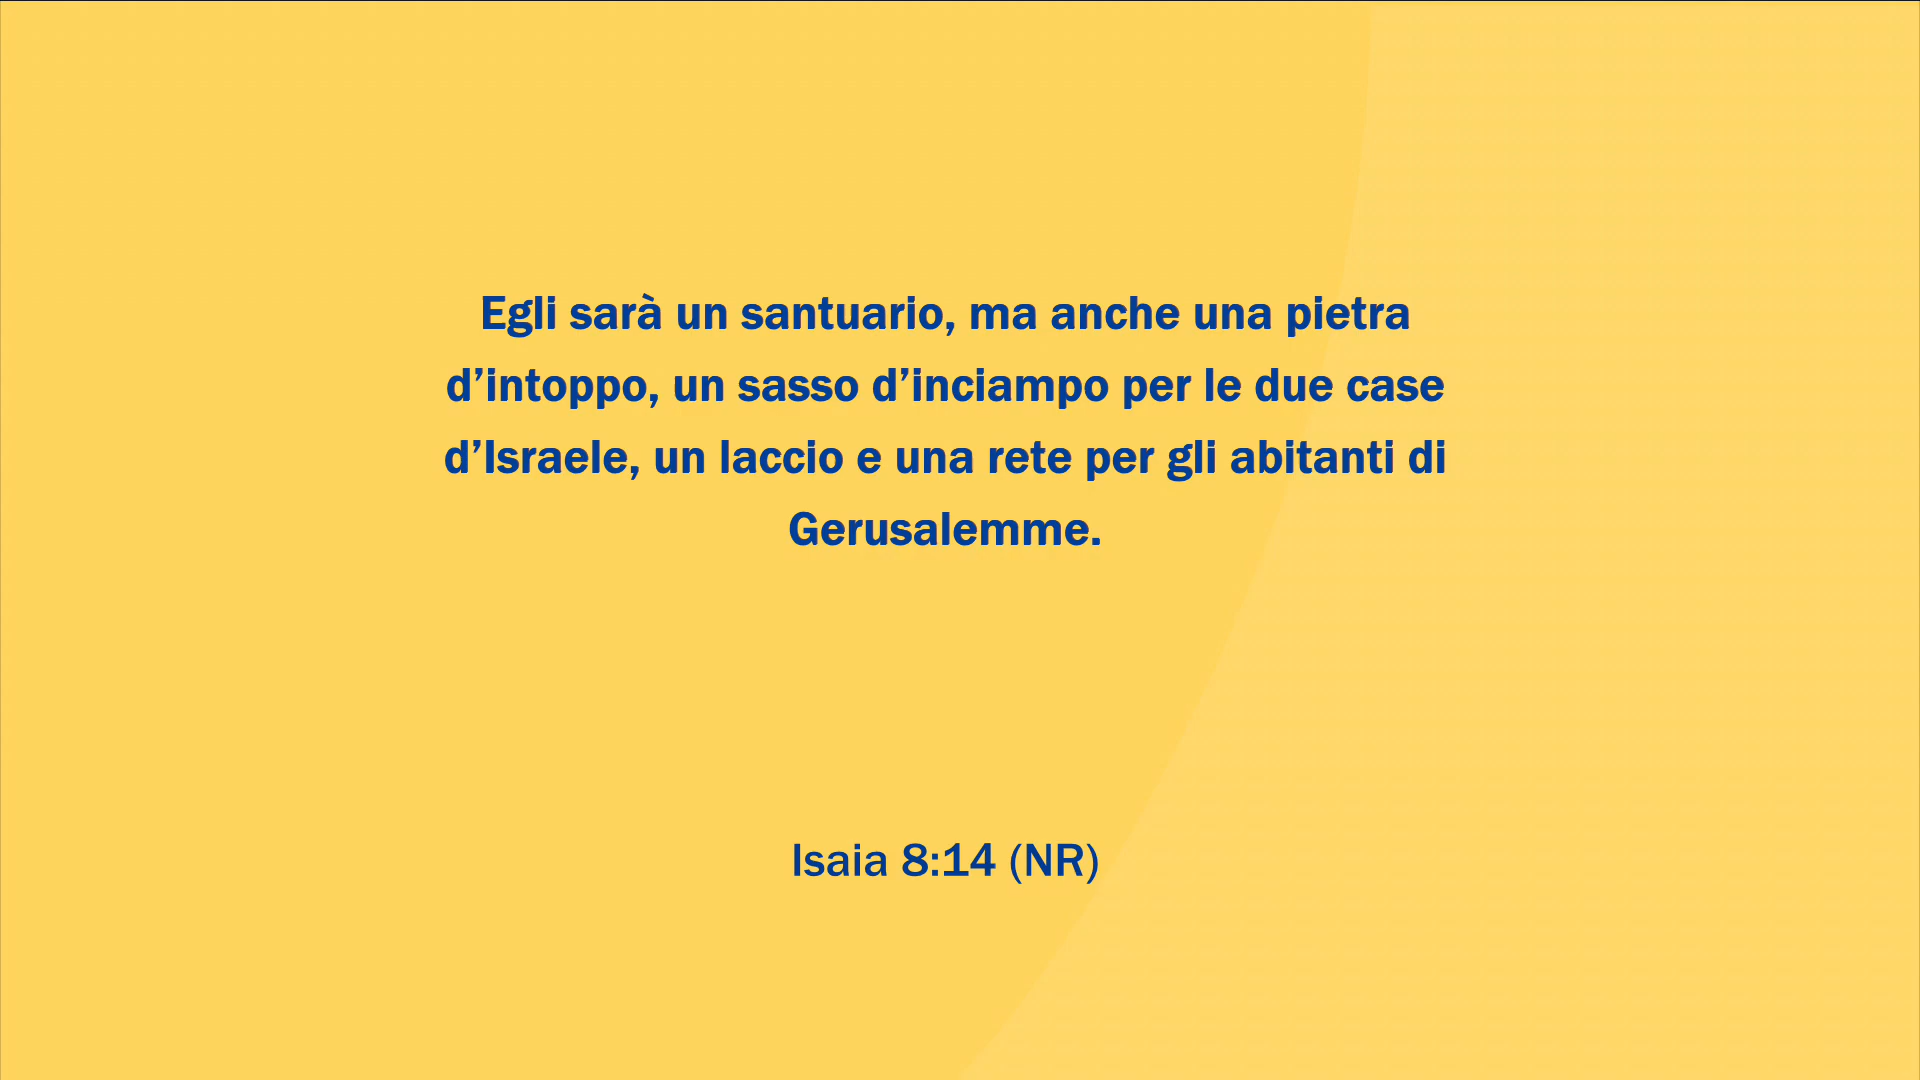 Egli sarà un santuario, ma anche una pietra
d’intoppo, un sasso d’inciampo per le due case
d’Israele, un laccio e una rete per gli abitanti di
Gerusalemme.
Isaia 8:14 (NR)